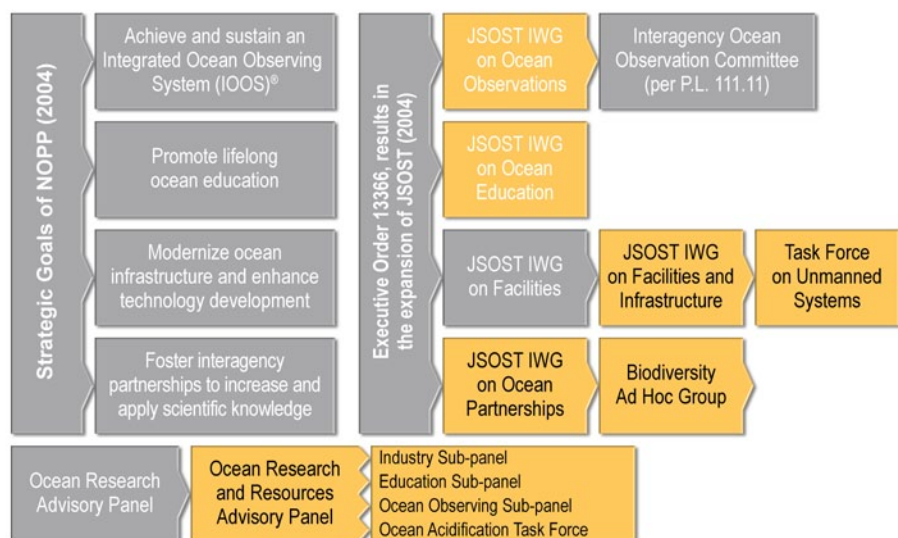 Strategic Goals of NOPP (2004)
Achieve and sustain an
Integrated Ocean Observing
System (IOOS)®
Promote lifelong
ocean education
Modernize ocean
infrastructure and enhance
technology development
Foster interagency
partnerships to increase and
apply scientific knowledge
Executive Order 13366, results in
the expansion of JSOST (2004)
JSOST IWG
on Ocean
Observations
Interagency Ocean
Observation Committee
(per P.L. 111.11)
JSOST IWG
on Ocean
Education
JSOST IWG
on Facilities
JSOST IWG
on Facilities and
Infrastructure
Task Force
on Unmanned
Systems
JSOST IWG
on Ocean
Partnerships
Biodiversity
Ad Hoc Group
Ocean Research
Advisory Panel
Ocean Research
and Resources
Advisory Panel
Industry Sub-panel
Education Sub-panel
Ocean Observing Sub-panel
Ocean Acidification Task Force